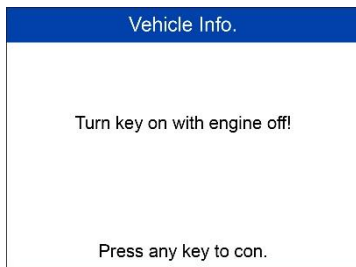 Vehicle Info.
Turn key on with engine off!
Press any key to con.